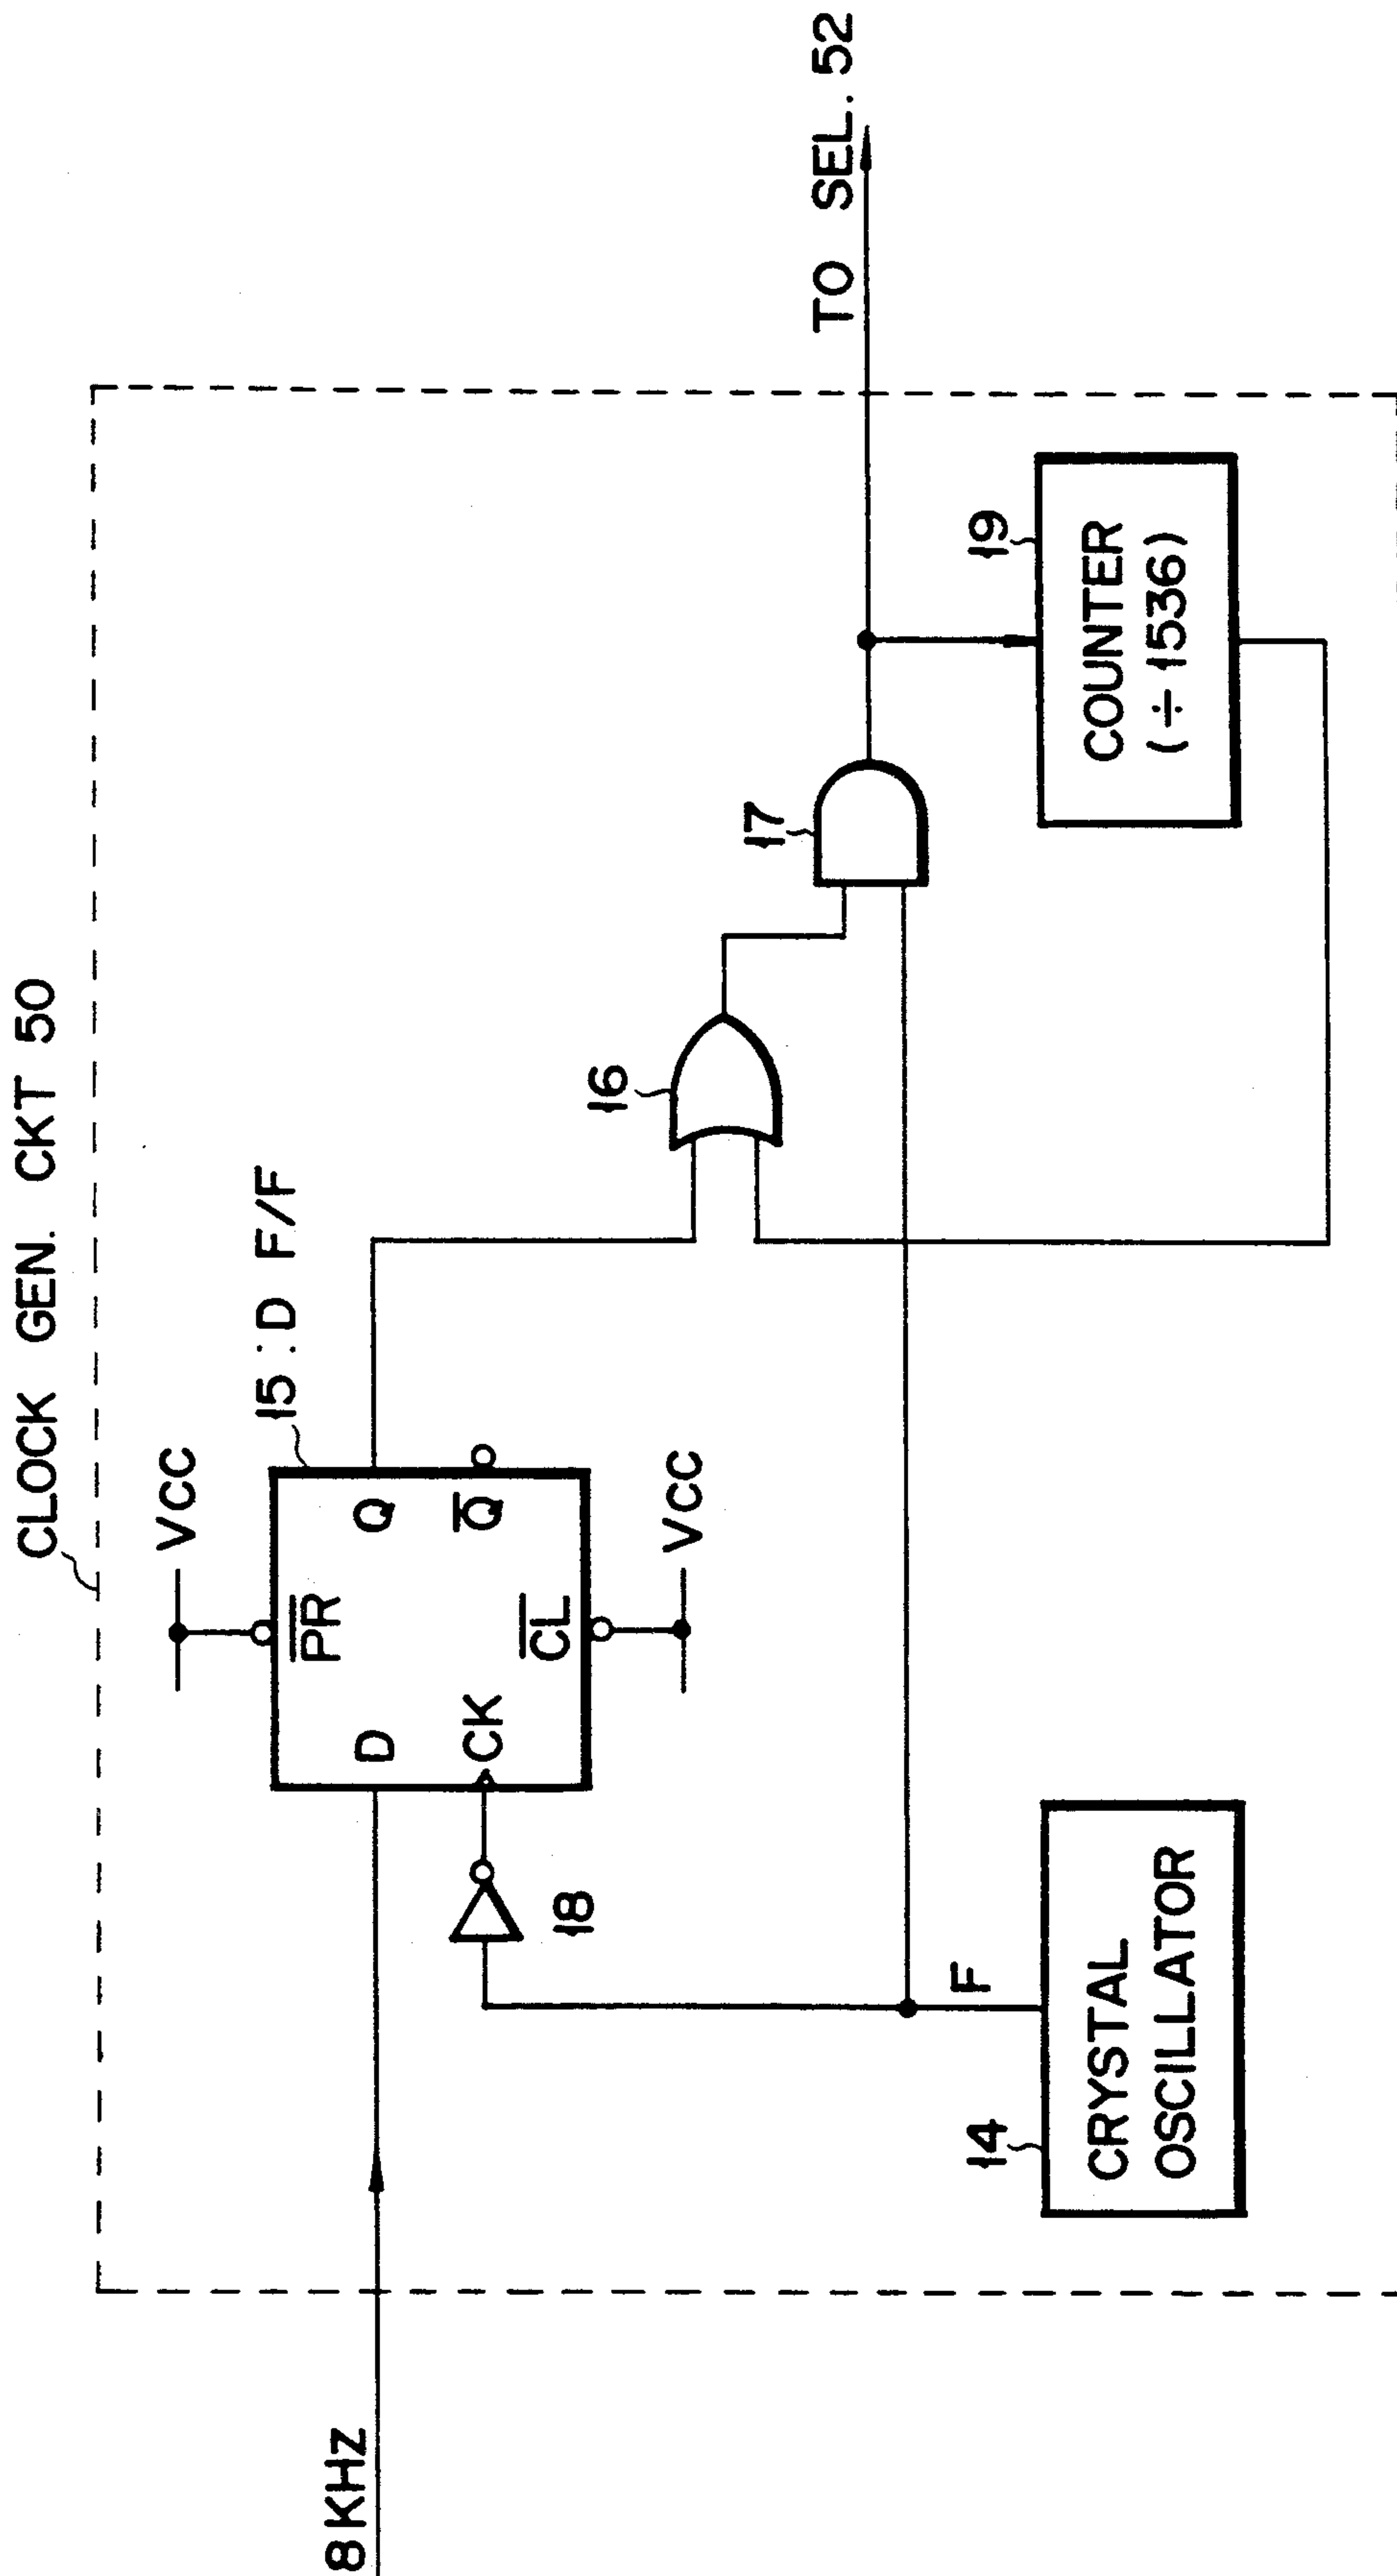 CLOCK GEN. CKT 50
VCC
15 : D F/F
8KHZ
D
PR
Q
CK
CL
Q
VCC
18
16
17
TO SEL. 52
F
14
CRYSTAL
OSCILLATOR
19
COUNTER
(÷1536)